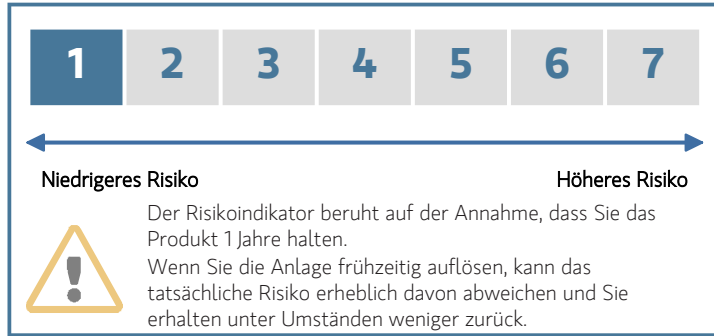 1 2 3 4 5 6 7
Niedrigeres Risiko Höheres Risiko
Der Risikoindikator beruht auf der Annahme, dass Sie das
Produkt 1 Jahre halten.
Wenn Sie die Anlage frühzeitig auflösen, kann das
tatsächliche Risiko erheblich davon abweichen und Sie
erhalten unter Umständen weniger zurück.